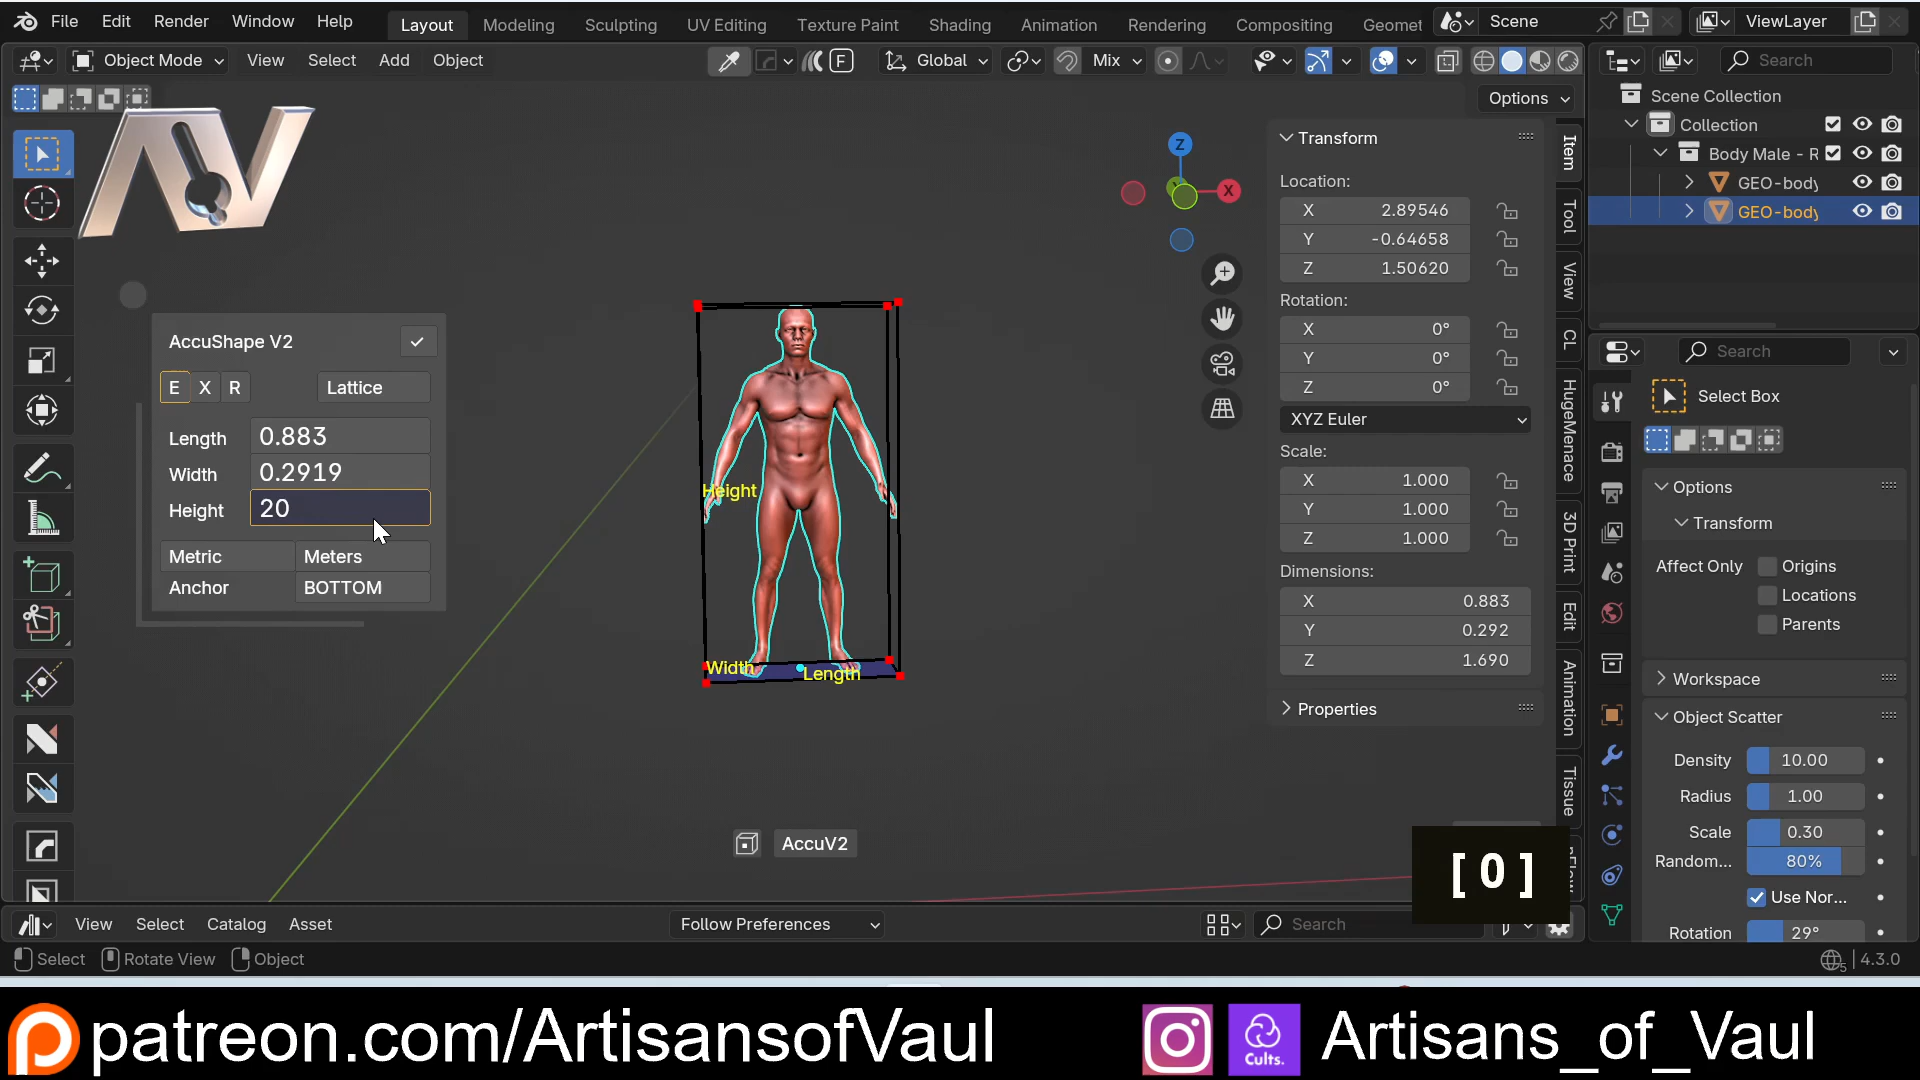 File Edit Render Window Help Layout Modeling Sculpting UV Editing Texture Paint Shading Animation Rendering Compositing Geomet Scene ViewLayer
Object Mode View Select Add Object F Global Mix Search
Options
Z
X
AV
AccuShape V2
E X R Lattice
Length 0.883
Width 0.2919
Height 20
Metric Meters
Anchor BOTTOM
Height
Width
Length
AccuV2
Transform
Location:
X 2.89546
Y -0.64658
Z 1.50620
Rotation:
X 0°
Y 0°
Z 0°
XYZ Euler
Scale:
X 1.000
Y 1.000
Z 1.000
Dimensions:
X 0.883
Y 0.292
Z 1.690
Properties
Item
Tool
View
CL
HugeMenace
3D Print
Edit
Animation
Tissue
Scene Collection
Collection
Body Male - R
GEO-body
GEO-body
Search
Select Box
Options
Transform
Affect Only Origins
Locations
Parents
Workspace
Object Scatter
Density 10.00
Radius 1.00
Scale 0.30
Random... 80%
Use Nor...
Rotation 29°
[0]
View Select Catalog Asset Follow Preferences Search
Select Rotate View Object 5 4.3.0
patreon.com/ArtisansofVaul Cults. Artisans_of_Vaul